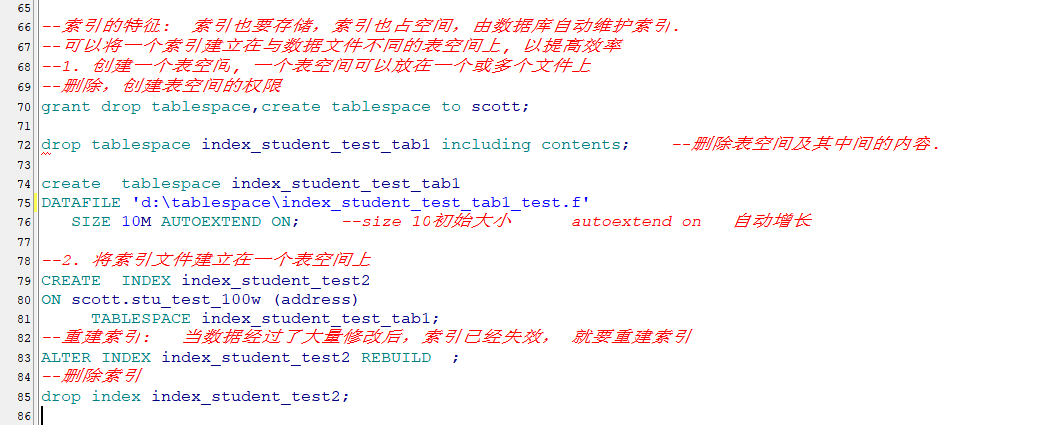 65
66 --索引的特征: 索引也要存储，索引也占空间，由数据库自动维护索引.
67 --可以将一个索引建立在与数据文件不同的表空间上, 以提高效率
68 --1. 创建一个表空间, 一个表空间可以放在一个或多个文件上
69 --删除，创建表空间的权限
70 grant drop tablespace,create tablespace to scott;
71
72 drop tablespace index_student_test_tab1 including contents; --删除表空间及其中间的内容.
73
74 create tablespace index_student_test_tab1
75 DATAFILE 'd:\tablespace\index_student_test_tab1_test.f'
76 SIZE 10M AUTOEXTEND ON; --size 10初始大小 autoextend on 自动增长
77
78 --2. 将索引文件建立在一个表空间上
79 CREATE INDEX index_student_test2
80 ON scott.stu_test_100w (address)
81 TABLESPACE index_student_test_tab1;
82 --重建索引: 当数据经过了大量修改后，索引已经失效， 就要重建索引
83 ALTER INDEX index_student_test2 REBUILD ;
84 --删除索引
85 drop index index_student_test2;
86